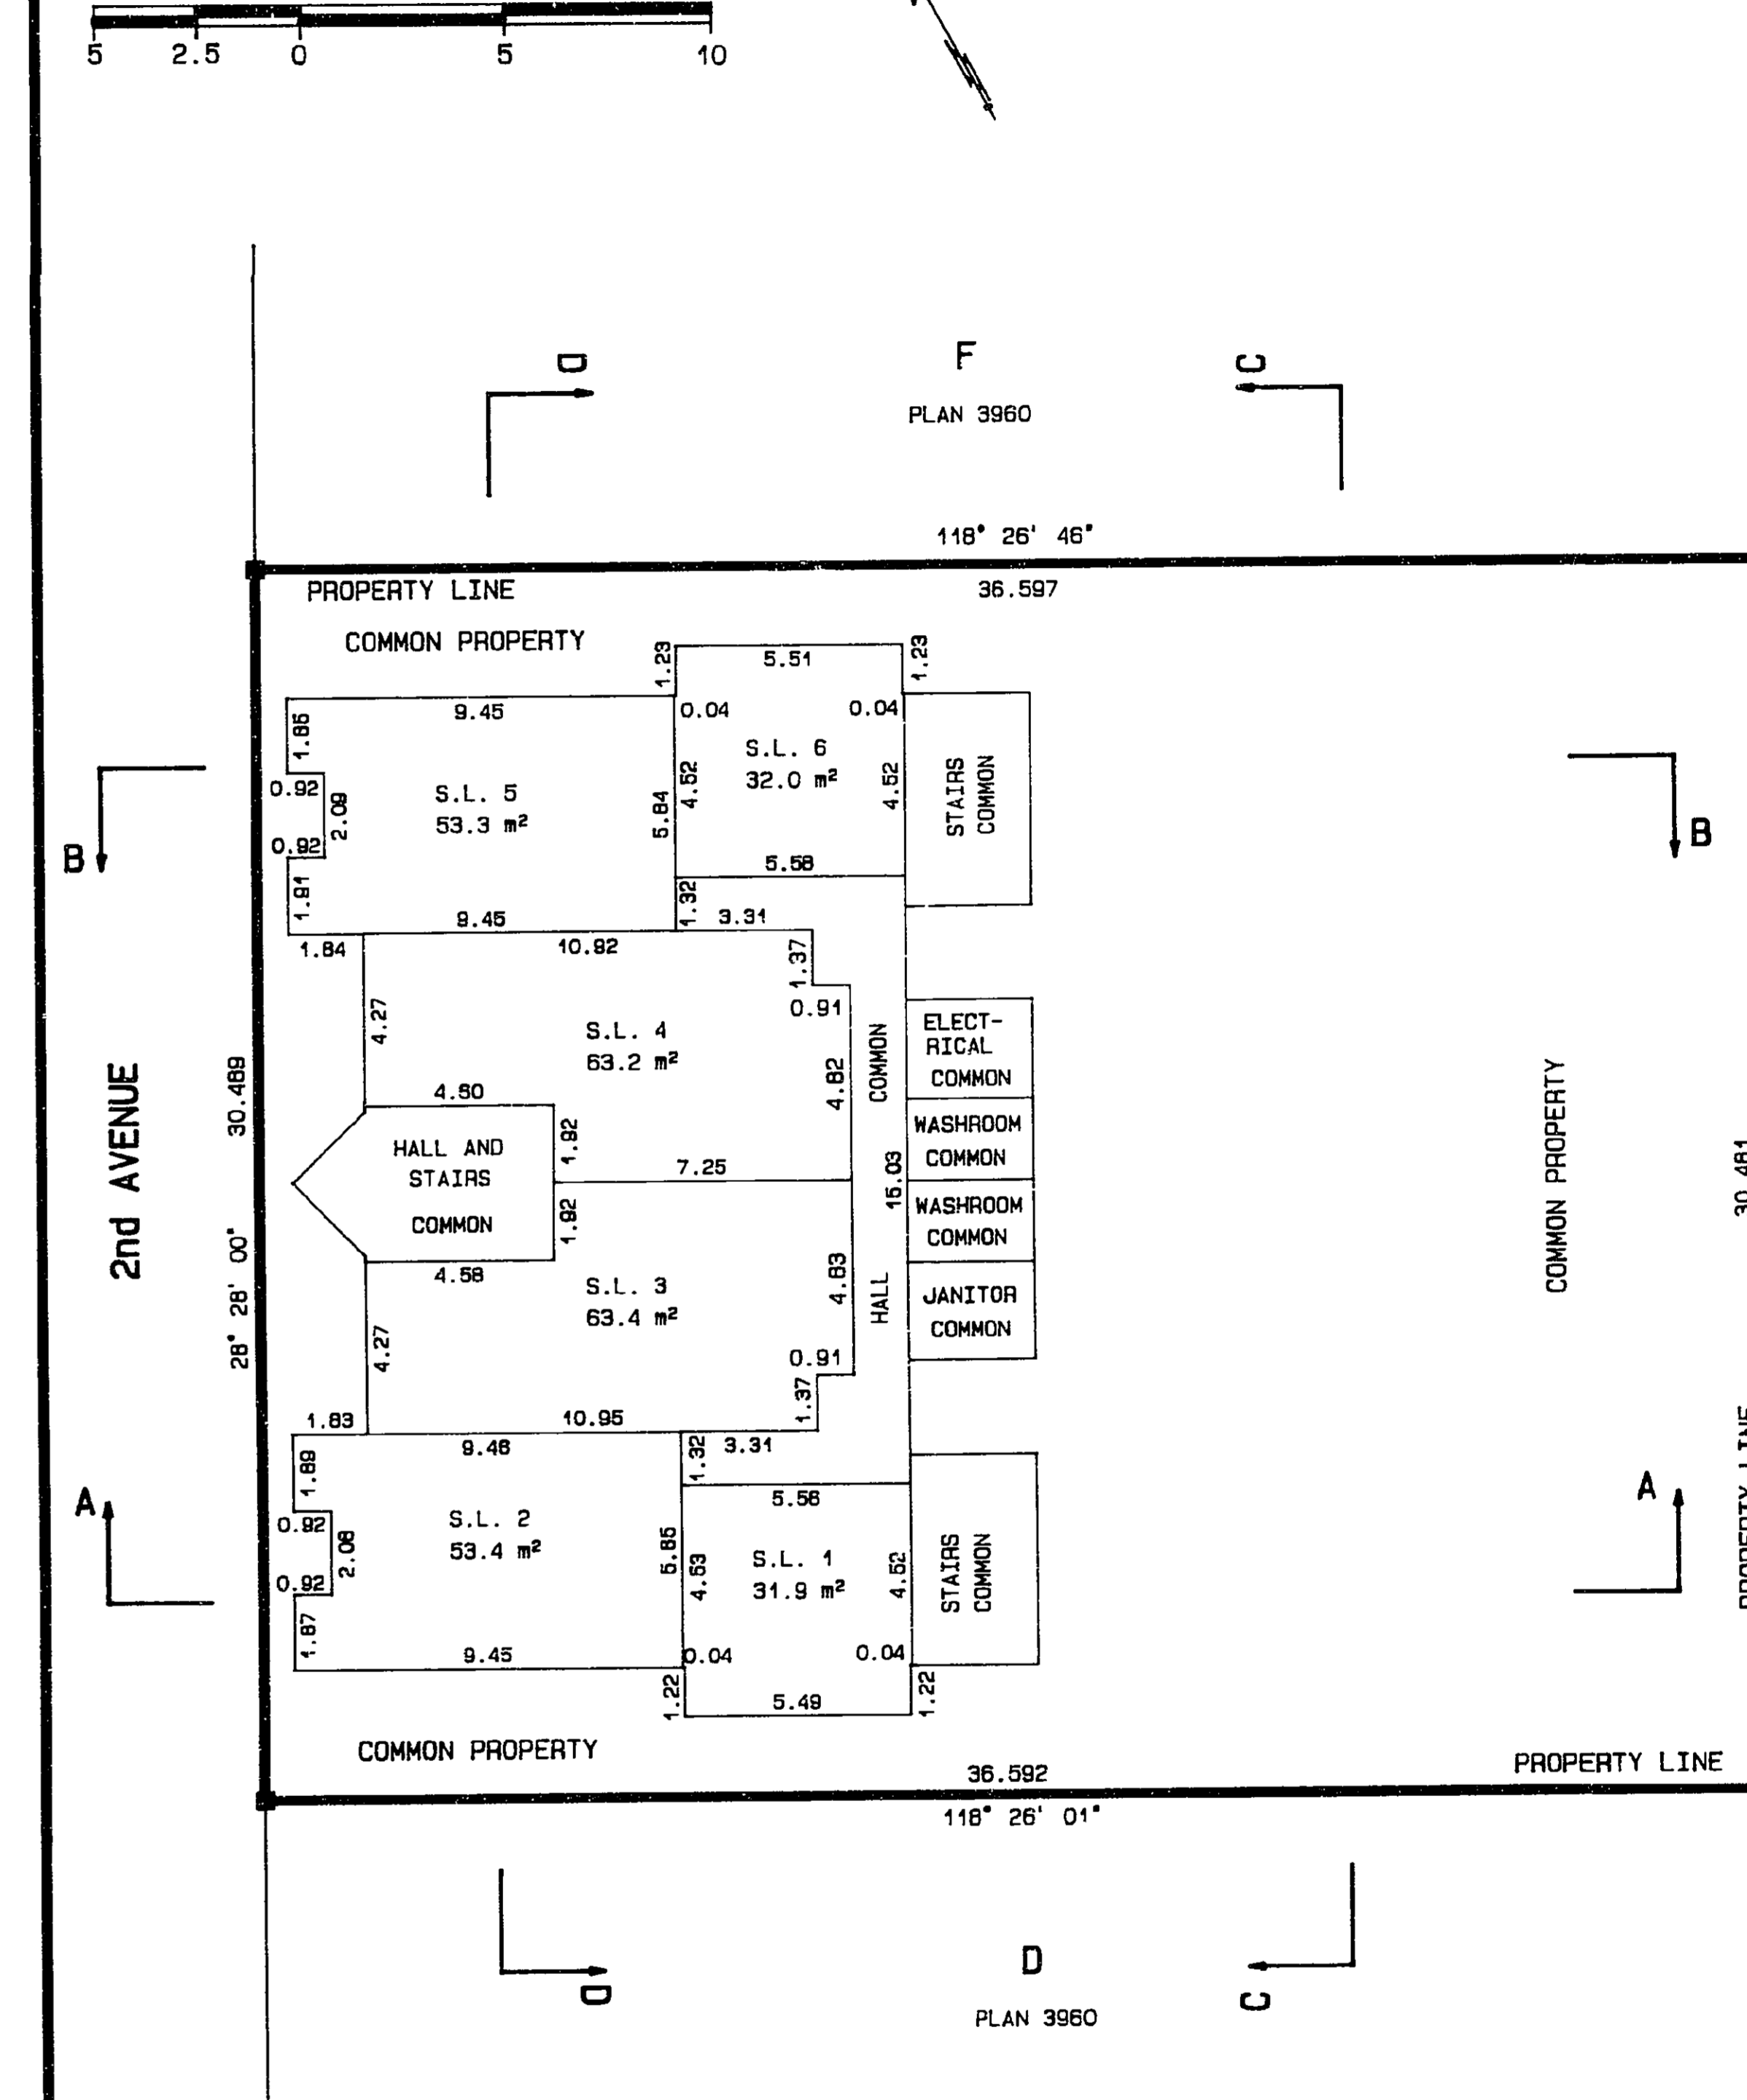 5 2.5 0 5 10
D
F
C
PLAN 3960
118° 26' 46"
PROPERTY LINE
36.597
COMMON PROPERTY
1.23
5.51
1.23
9.45
0.04
0.04
1.85
S.L. 6
32.0 m²
0.92
S.L. 5
53.3 m²
2.09
5.84
4.52
4.52
STAIRS
COMMON
B
B
0.92
5.58
1.91
9.45
1.32
3.31
1.84
10.92
1.37
0.91
4.27
S.L. 4
63.2 m²
4.82
COMMON
ELECT-
RICAL
COMMON
4.60
HALL AND
STAIRS
COMMON
1.92
7.25
WASHROOM
COMMON
15.03
2nd AVENUE
30.489
28° 28' 00"
COMMON PROPERTY
30.481
1.92
WASHROOM
COMMON
4.58
S.L. 3
63.4 m²
4.83
HALL
JANITOR
COMMON
4.27
0.91
1.37
1.83
10.95
9.46
1.32
3.31
PROPERTY LINE
1.89
5.56
A
A
0.92
S.L. 2
53.4 m²
2.08
5.85
4.53
S.L. 1
31.9 m²
4.52
STAIRS
COMMON
0.92
1.87
9.45
0.04
0.04
1.22
5.49
1.22
COMMON PROPERTY
36.592
PROPERTY LINE
118° 26' 01"
D
D
C
PLAN 3960